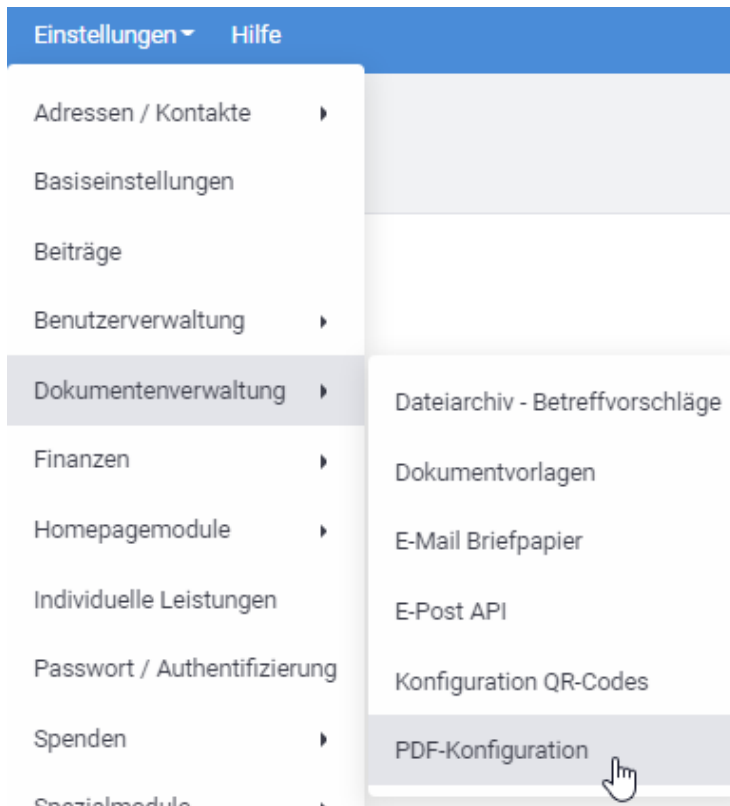 Einstellungen Hilfe
Adressen / Kontakte
Basiseinstellungen
Beiträge
Benutzerverwaltung
Dokumentenverwaltung
Finanzen
Homepagemodule
Individuelle Leistungen
Passwort / Authentifizierung
Spenden
Spezialmodule
Dateiarchiv - Betreffvorschläge
Dokumentvorlagen
E-Mail Briefpapier
E-Post API
Konfiguration QR-Codes
PDF-Konfiguration